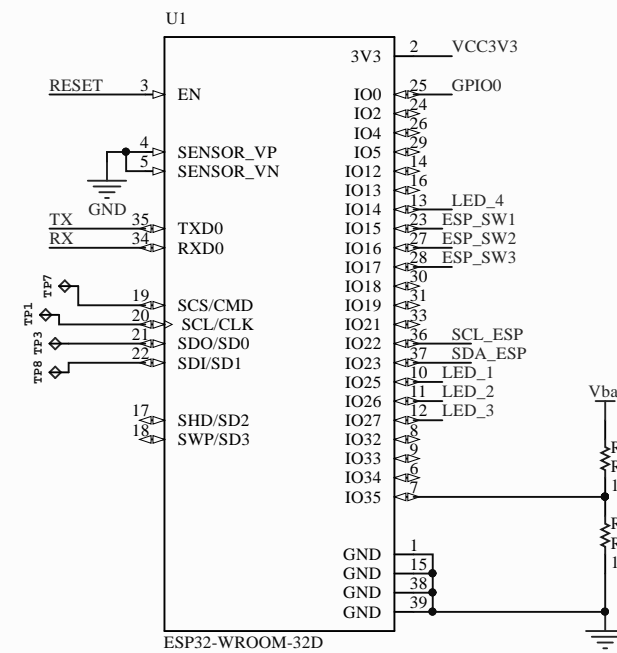 U1
3V3 2 VCC3V3
RESET 3 EN
IO0 25 GPIO0
IO2 24
IO4 26
4 SENSOR_VP
IO5 29
5 SENSOR_VN
IO12 14
IO13 16
GND
IO14 13 LED_4
TX 35 TXD0
IO15 23 ESP_SW1
RX 34 RXD0
IO16 27 ESP_SW2
IO17 28 ESP_SW3
TP7
IO18 30
19 SCS/CMD
IO19 31
TP1
20 SCL/CLK
IO21 33
TP3
21 SDO/SD0
IO22 36 SCL_ESP
TP8
22 SDI/SD1
IO23 37 SDA_ESP
IO25 10 LED_1
IO26 11 LED_2
Vba
17 SHD/SD2
IO27 12 LED_3
18 SWP/SD3
IO32 8
R
IO33 9
R
IO34 6
1
IO35 7
R
R
GND 1
1
GND 15
GND 38
GND 39
ESP32-WROOM-32D